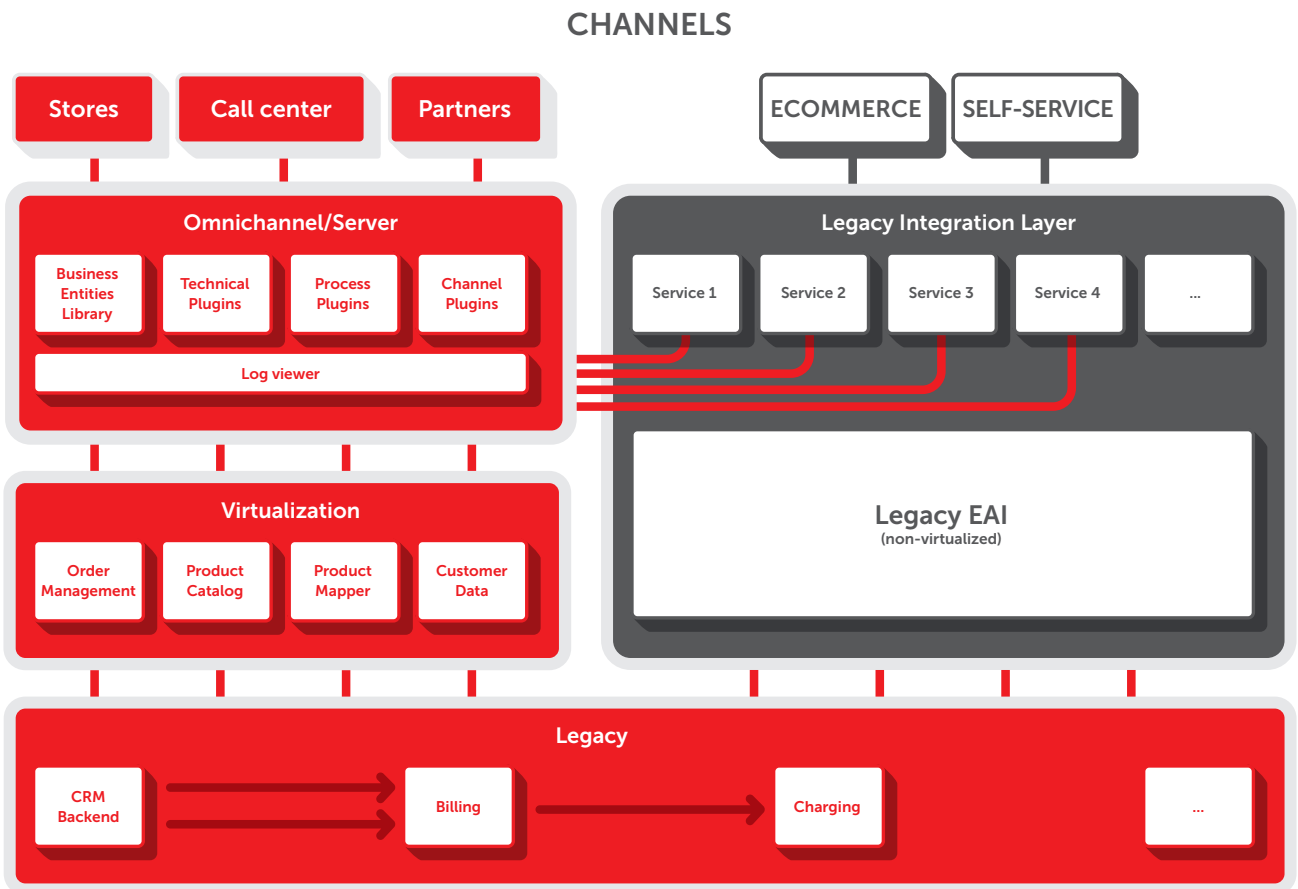 CHANNELS
Stores
Call center
Partners
ECOMMERCE
SELF-SERVICE
Omnichannel/Server
Business
Entities
Library
Technical
Plugins
Process
Plugins
Channel
Plugins
Log viewer
Legacy Integration Layer
Service 1
Service 2
Service 3
Service 4
...
Legacy EAI
(non-virtualized)
Virtualization
Order
Management
Product
Catalog
Product
Mapper
Customer
Data
Legacy
CRM
Backend
Billing
Charging
...